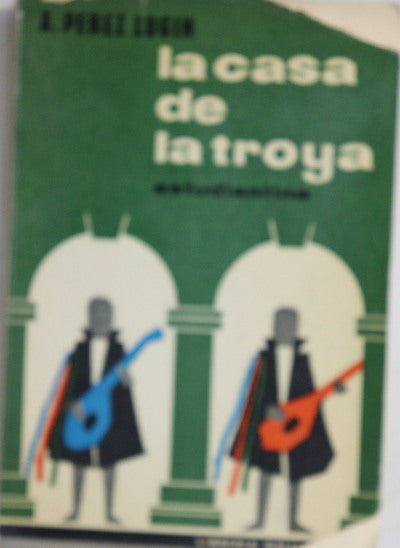 A. PEREZ LUGIN
la casa
de
la troya
estudiantina